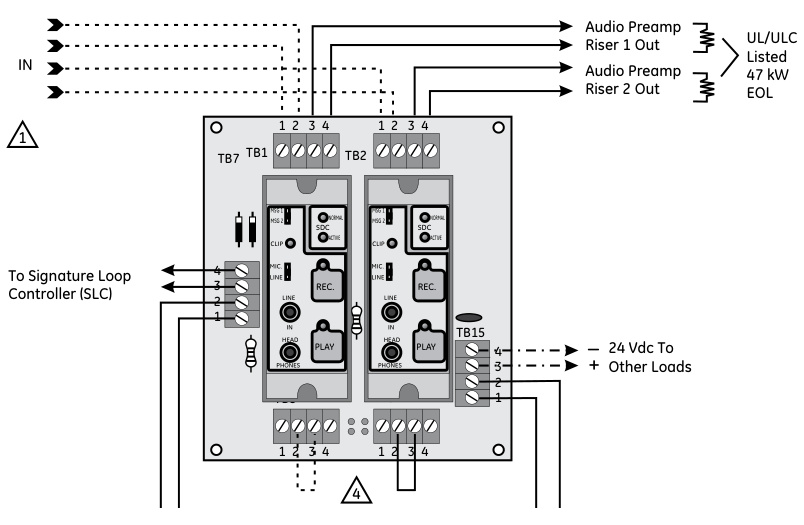 Audio Preamp
Riser 1 Out
Audio Preamp
Riser 2 Out
UL/ULC
Listed
47 kW
EOL
IN
1
1 2 3 4
1 2 3 4
TB7
TB1
TB2
MSG 1
MSG 2
NORMAL
SDC
ACTIVE
CLIP
MIC.
LINE
REC.
LINE
IN
HEAD
PHONES
PLAY
MSG 1
MSG 2
NORMAL
SDC
ACTIVE
CLIP
MIC.
LINE
REC.
LINE
IN
HEAD
PHONES
PLAY
To Signature Loop
Controller (SLC)
4
3
2
1
TB15
4
3
2
1
– 24 Vdc To
+ Other Loads
1 2 3 4
1 2 3 4
4